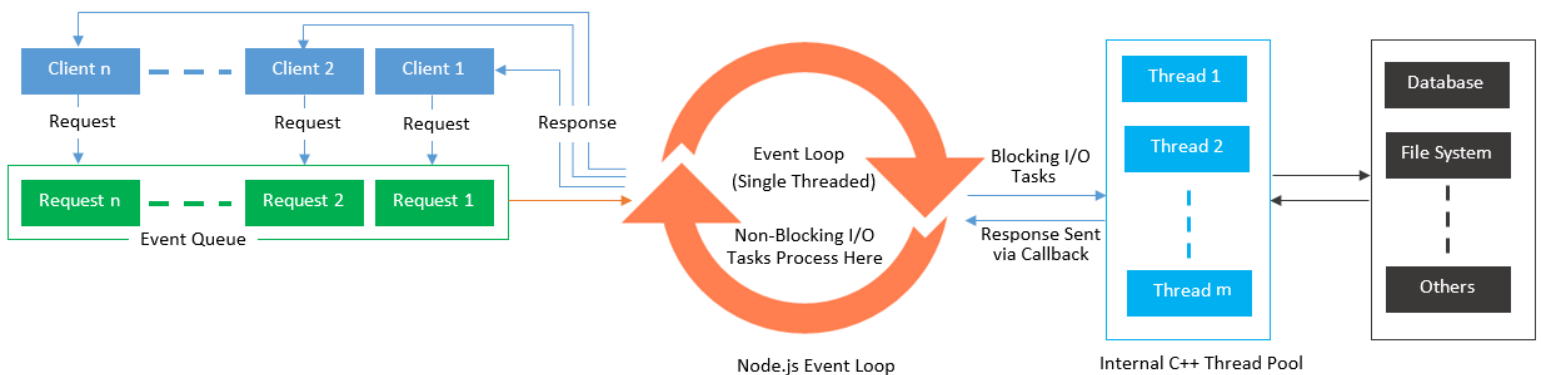 Client n
Client 2
Client 1
Request
Request
Request
Response
Request n
Request 2
Request 1
Event Queue
Event Loop
(Single Threaded)
Non-Blocking I/O
Tasks Process Here
Node.js Event Loop
Blocking I/O
Tasks
Response Sent
via Callback
Thread 1
Thread 2
Thread m
Internal C++ Thread Pool
Database
File System
Others